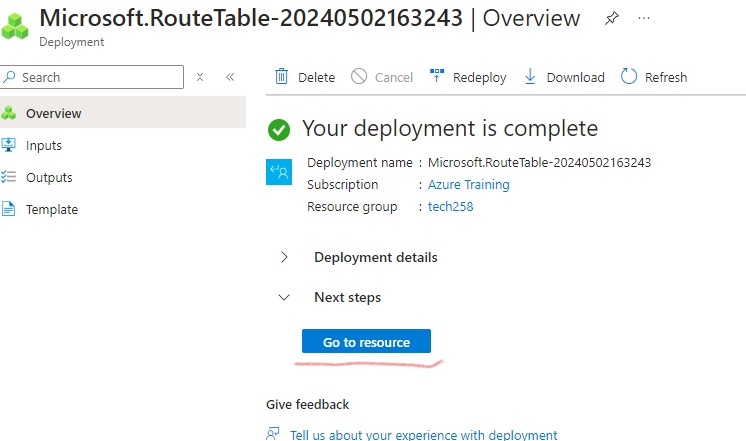 Microsoft.RouteTable-20240502163243 | Overview
Deployment
Search
Delete Cancel Redeploy Download Refresh
Overview
Inputs
Outputs
Template
Your deployment is complete
Deployment name : Microsoft.RouteTable-20240502163243
Subscription : Azure Training
Resource group : tech258
Deployment details
Next steps
Go to resource
Give feedback
Tell us about your experience with deployment